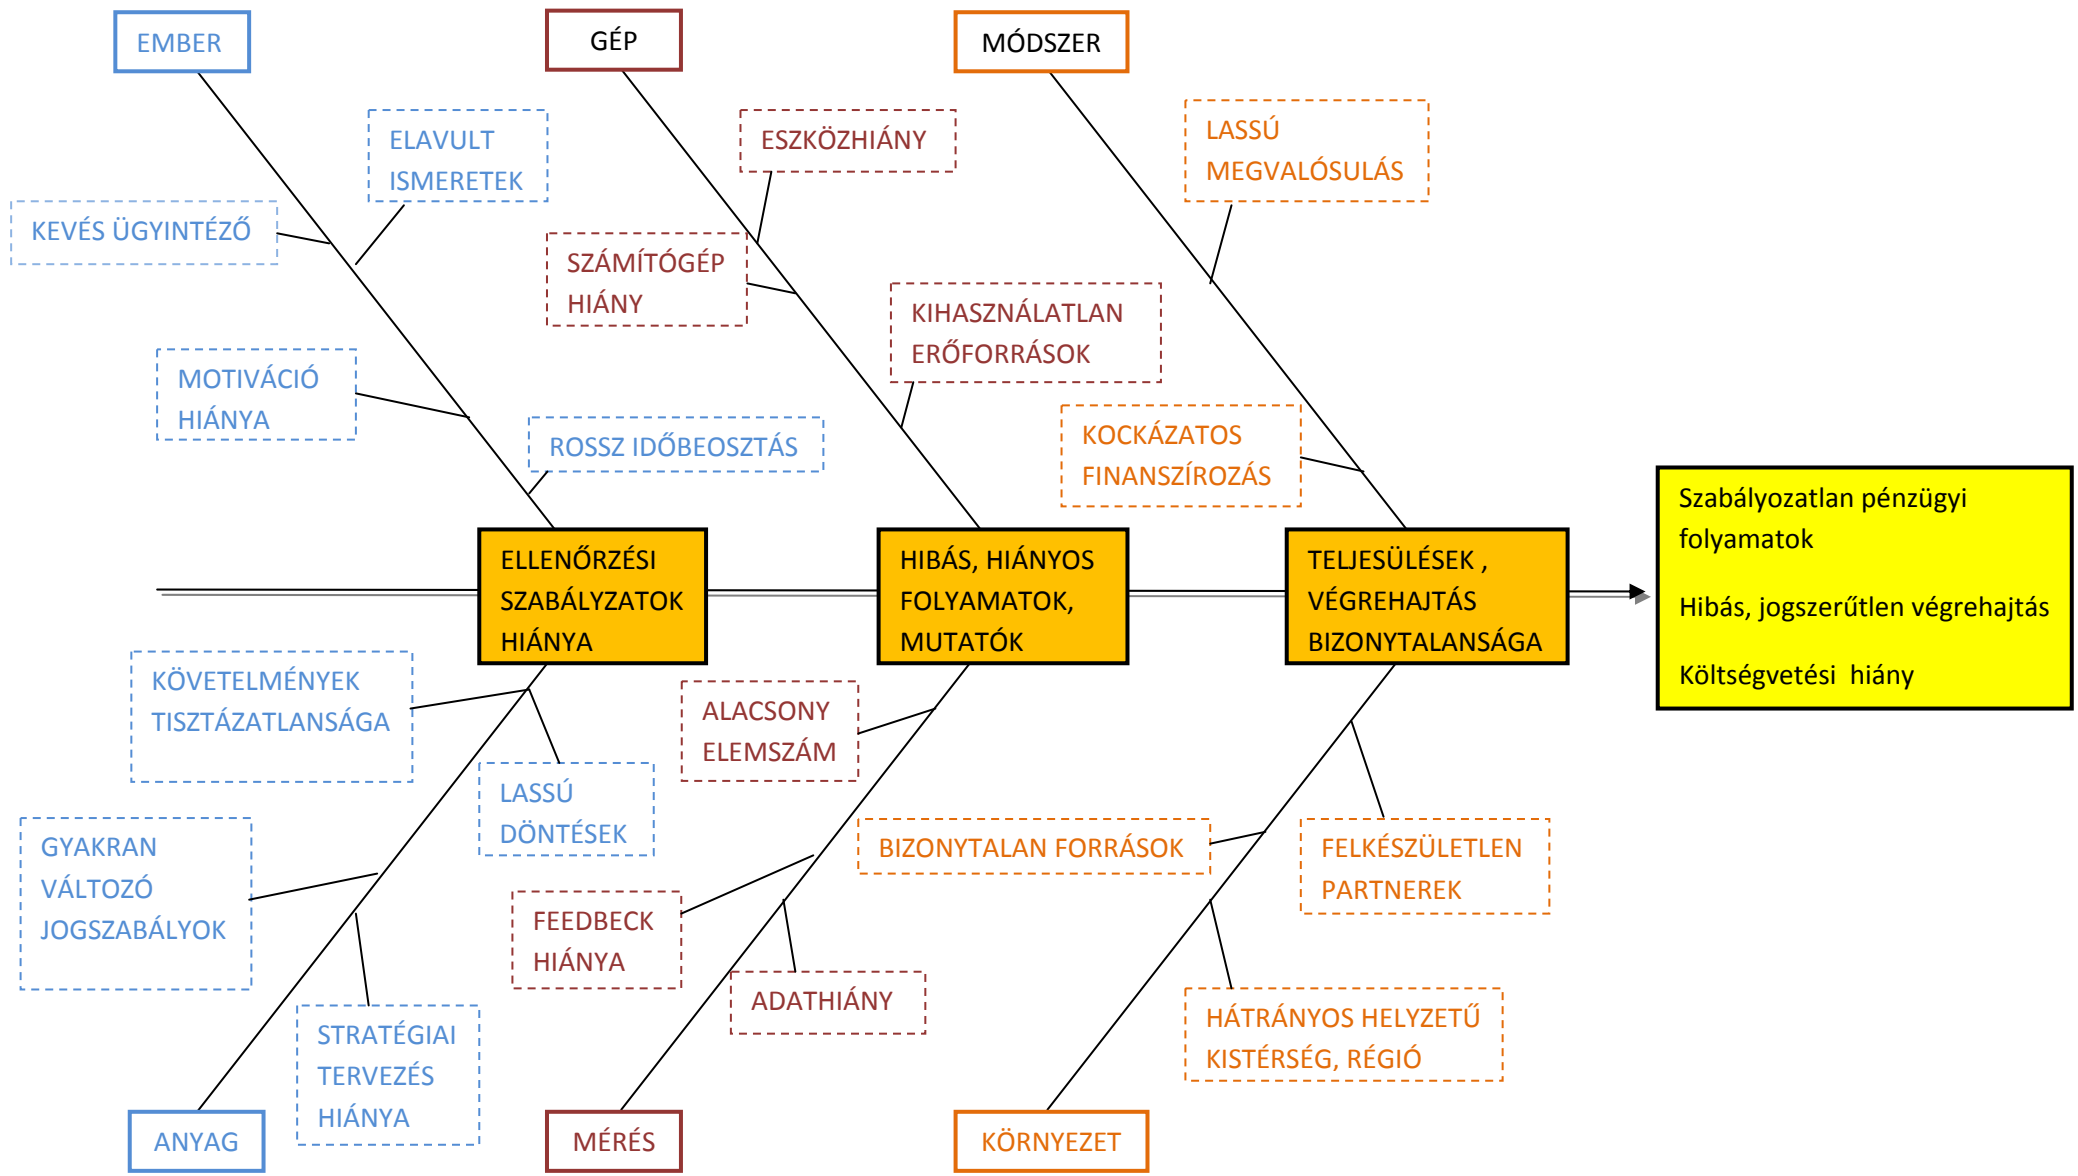 EMBER
GÉP
MÓDSZER
ELAVULT
ISMERETEK
ESZKÖZHIÁNY
LASSÚ
MEGVALÓSULÁS
KEVÉS ÜGYINTÉZŐ
SZÁMÍTÓGÉP
HIÁNY
KIHASZNÁLATLAN
ERŐFORRÁSOK
MOTIVÁCIÓ
HIÁNYA
ROSSZ IDŐBEOSZTÁS
KOCKÁZATOS
FINANSZÍROZÁS
ELLENŐRZÉSI
SZABÁLYZATOK
HIÁNYA
HIBÁS, HIÁNYOS
FOLYAMATOK,
MUTATÓK
TELJESÜLÉSEK ,
VÉGREHAJTÁS
BIZONYTALANSÁGA
Szabályozatlan pénzügyi
folyamatok
Hibás, jogszerűtlen végrehajtás
Költségvetési  hiány
KÖVETELMÉNYEK
TISZTÁZATLANSÁGA
ALACSONY
ELEMSZÁM
LASSÚ
DÖNTÉSEK
GYAKRAN
VÁLTOZÓ
JOGSZABÁLYOK
BIZONYTALAN FORRÁSOK
FELKÉSZÜLETLEN
PARTNEREK
FEEDBECK
HIÁNYA
ADATHIÁNY
STRATÉGIAI
TERVEZÉS
HIÁNYA
HÁTRÁNYOS HELYZETŰ
KISTÉRSÉG, RÉGIÓ
ANYAG
MÉRÉS
KÖRNYEZET